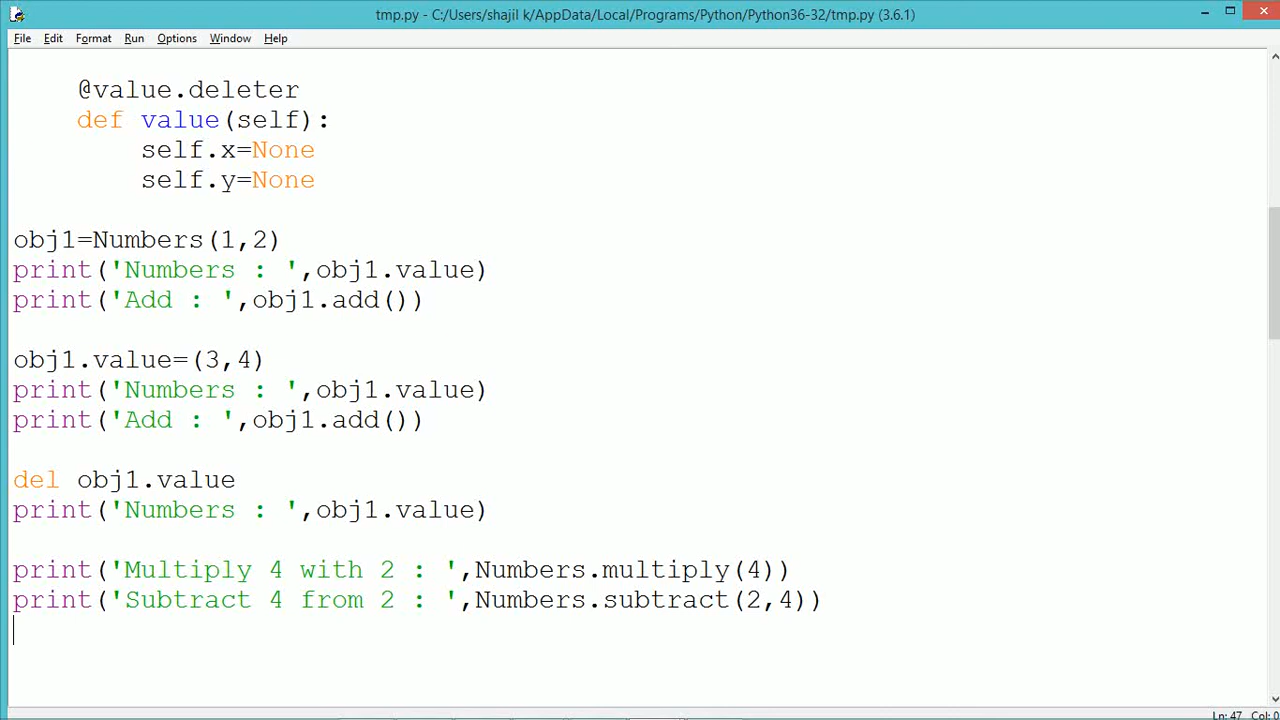 tmp.py - C:/Users/shajil k/AppData/Local/Programs/Python/Python36-32/tmp.py (3.6.1)
File Edit Format Run Options Window Help
    @value.deleter
    def value(self):
        self.x=None
        self.y=None

obj1=Numbers(1,2)
print('Numbers : ',obj1.value)
print('Add : ',obj1.add())

obj1.value=(3,4)
print('Numbers : ',obj1.value)
print('Add : ',obj1.add())

del obj1.value
print('Numbers : ',obj1.value)

print('Multiply 4 with 2 : ',Numbers.multiply(4))
print('Subtract 4 from 2 : ',Numbers.subtract(2,4))
Ln: 47 Col: 0